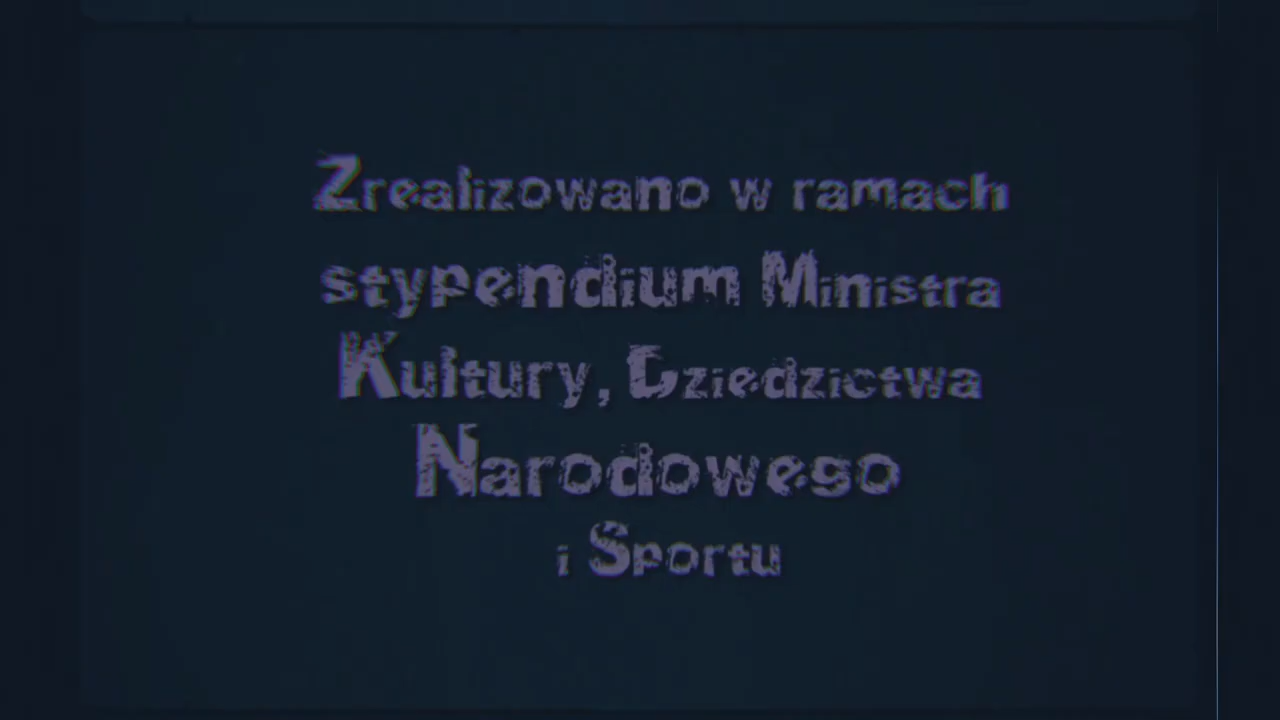 Zrealizowano w ramach
stypendium Ministra
Kultury, Dziedzictwa
Narodowego
i Sportu